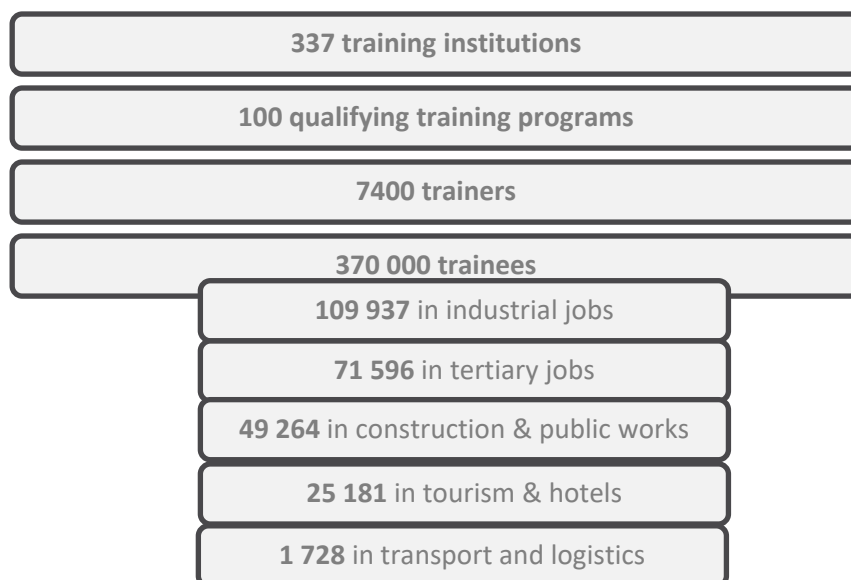 337 training institutions
100 qualifying training programs
7400 trainers
370 000 trainees
109 937 in industrial jobs
71 596 in tertiary jobs
49 264 in construction & public works
25 181 in tourism & hotels
1 728 in transport and logistics